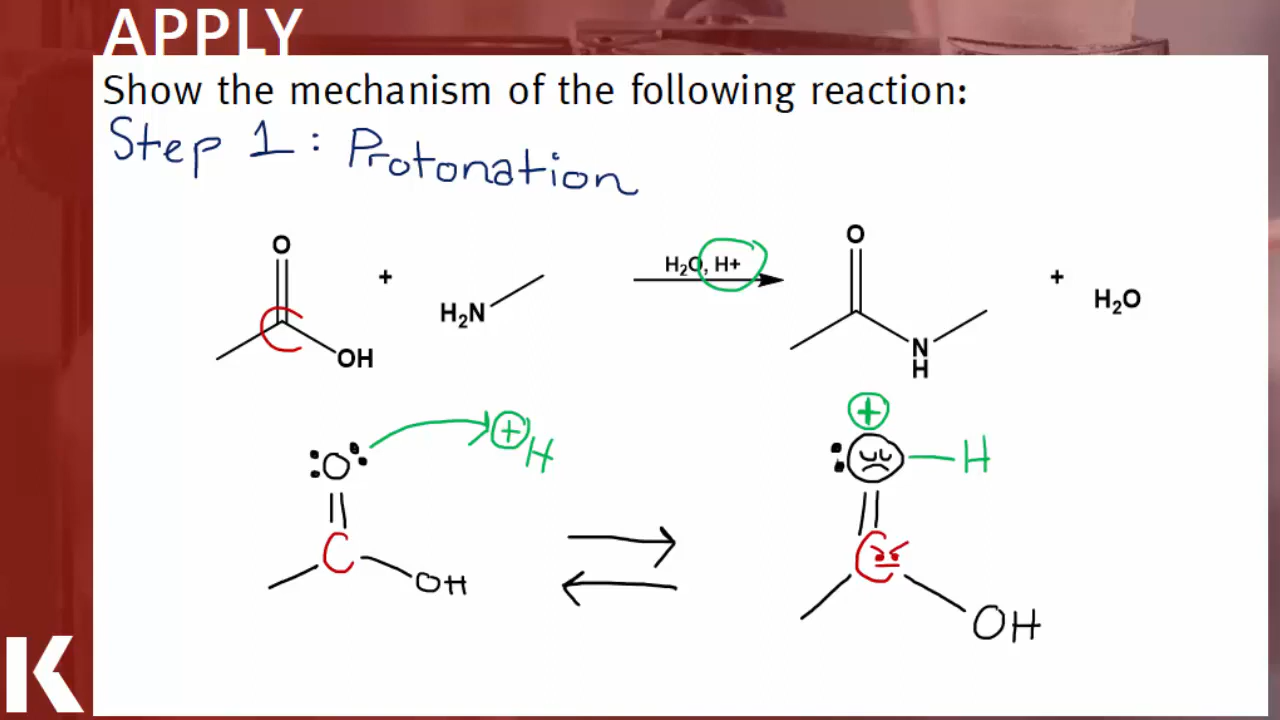 APPLY
Show the mechanism of the following reaction:
Step 1: Protonation
O
OH
+
H₂N
H₂O, H+
O
N
H
+
H₂O
:O:
⊕H
C
OH
⊕
:O—H
C
OH
K